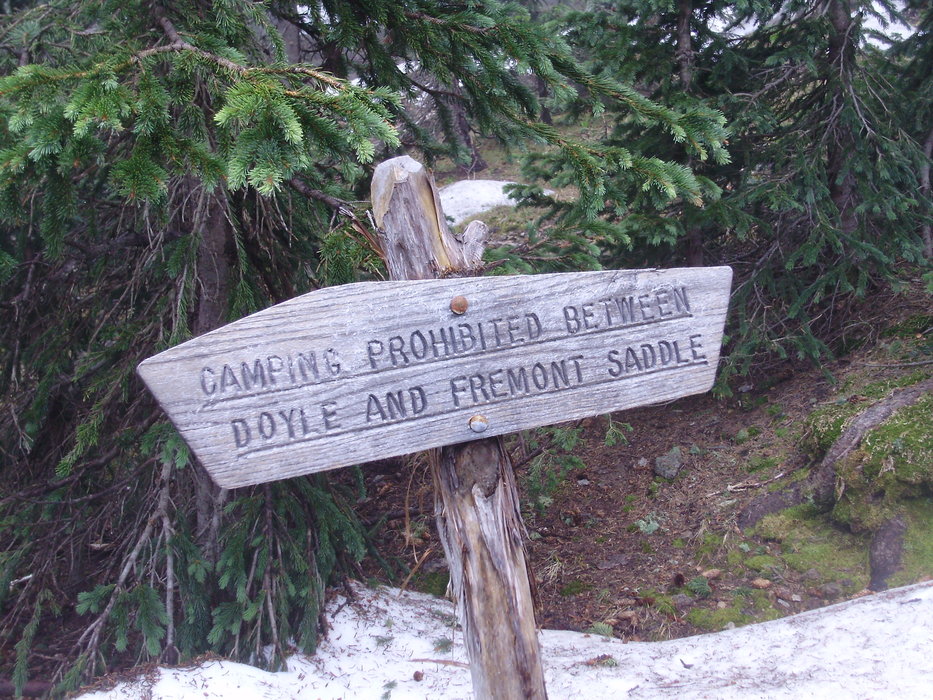 CAMPING PROHIBITED BETWEEN
DOYLE AND FREMONT SADDLE